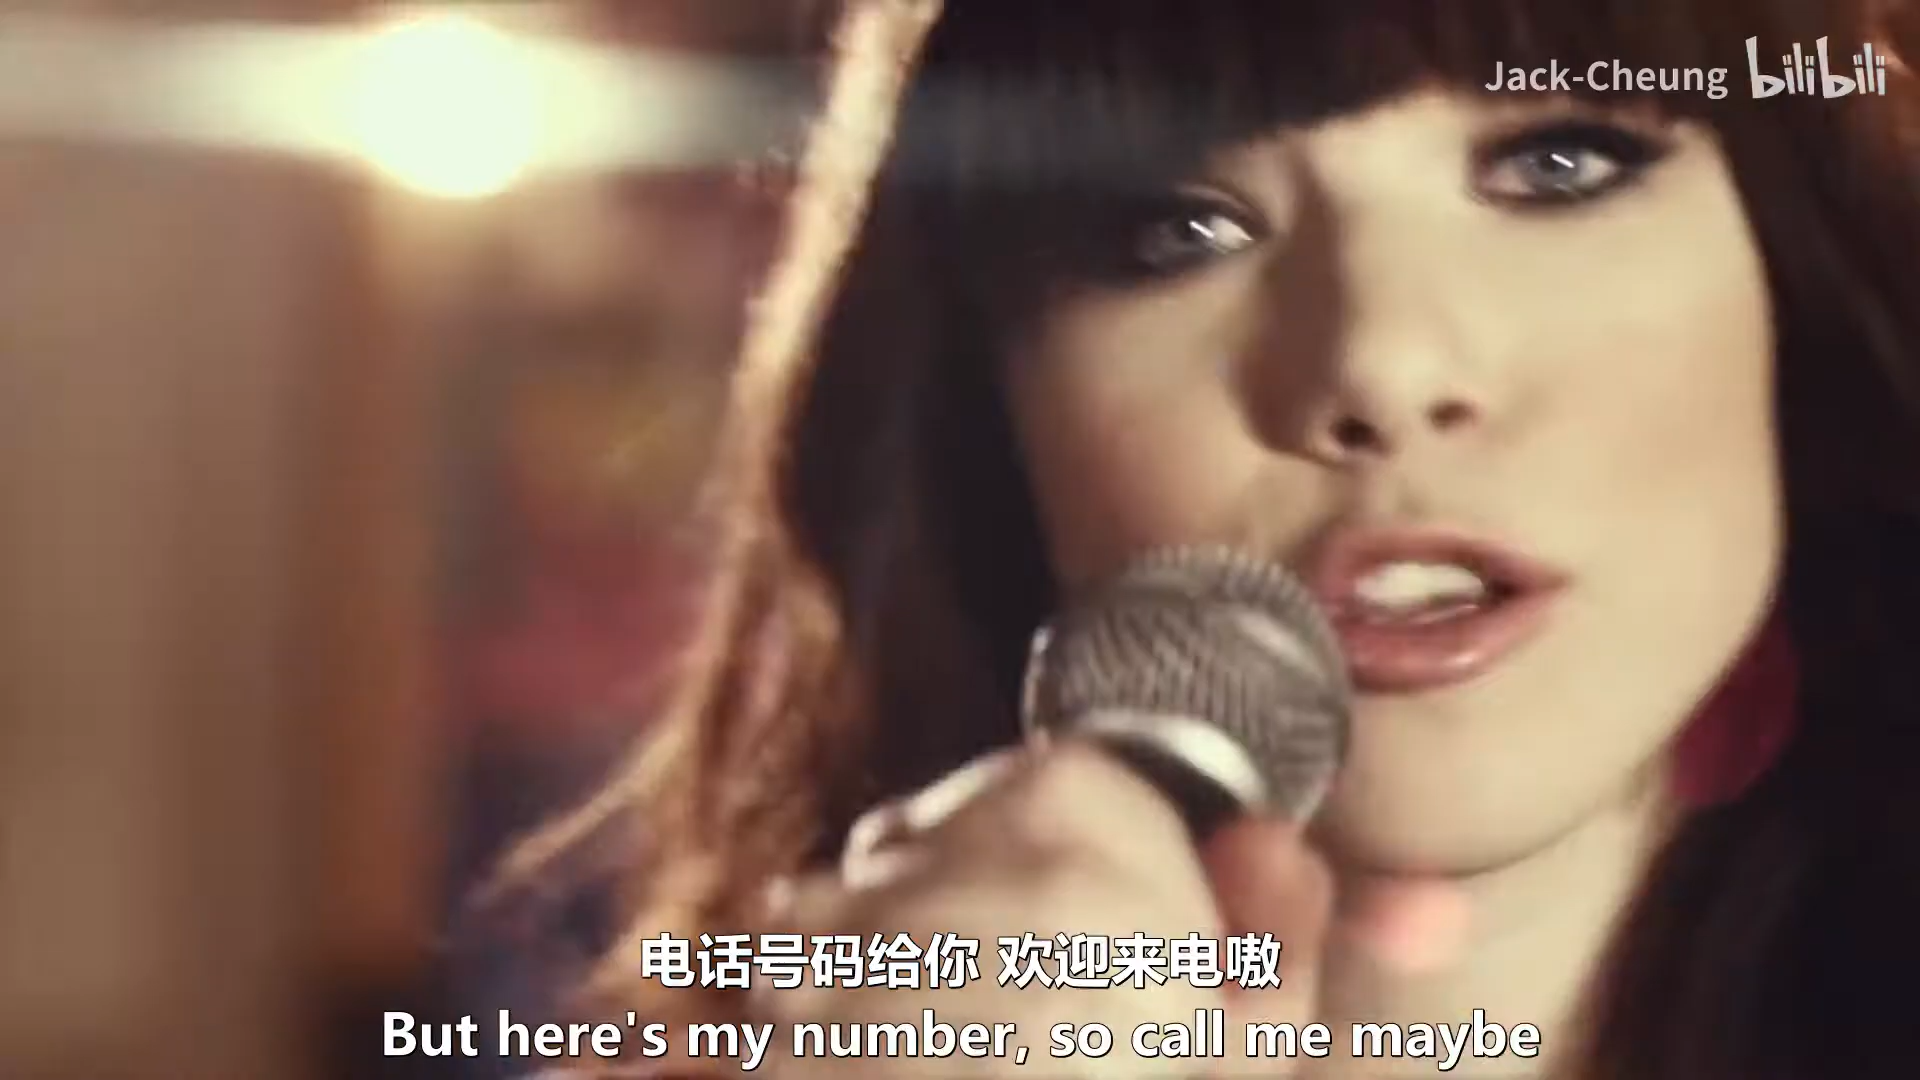 Jack-Cheung bilibili
电话号码给你 欢迎来电嗷
But here's my number, so call me maybe